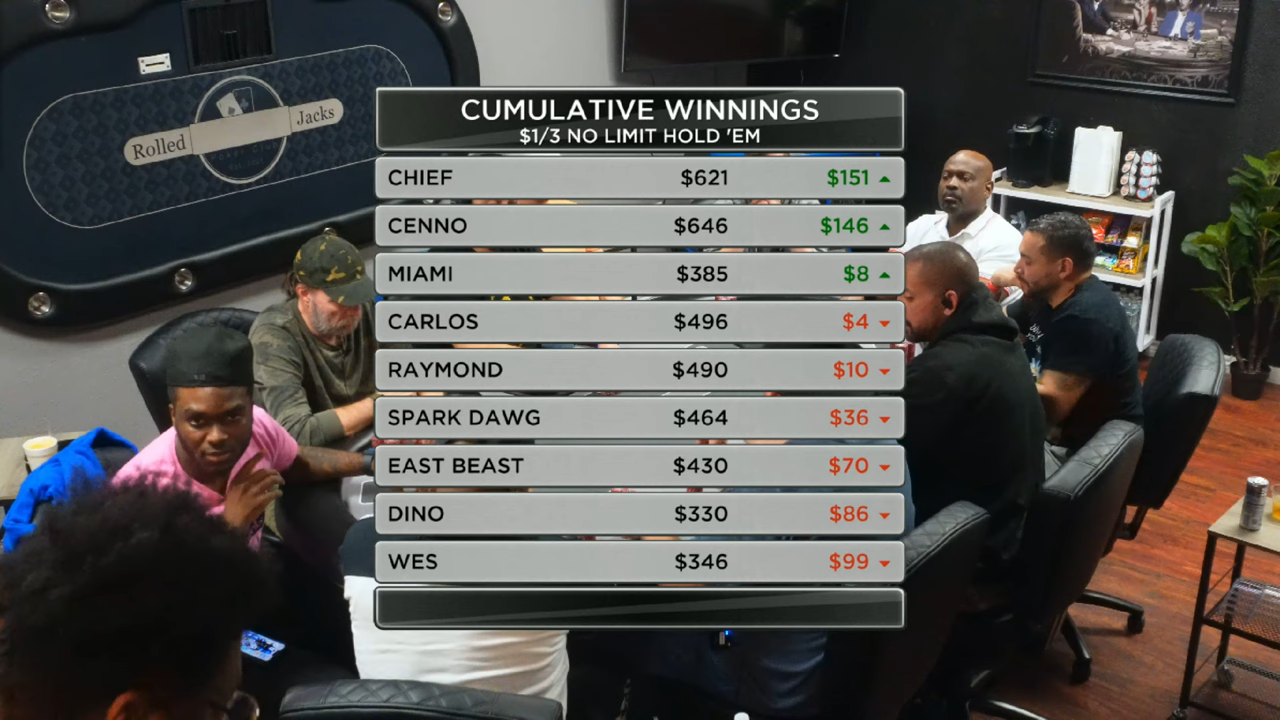 Rolled
Jacks
CUMULATIVE WINNINGS
$1/3 NO LIMIT HOLD 'EM
CHIEF $621 $151
CENNO $646 $146
MIAMI $385 $8
CARLOS $496 $4
RAYMOND $490 $10
SPARK DAWG $464 $36
EAST BEAST $430 $70
DINO $330 $86
WES $346 $99